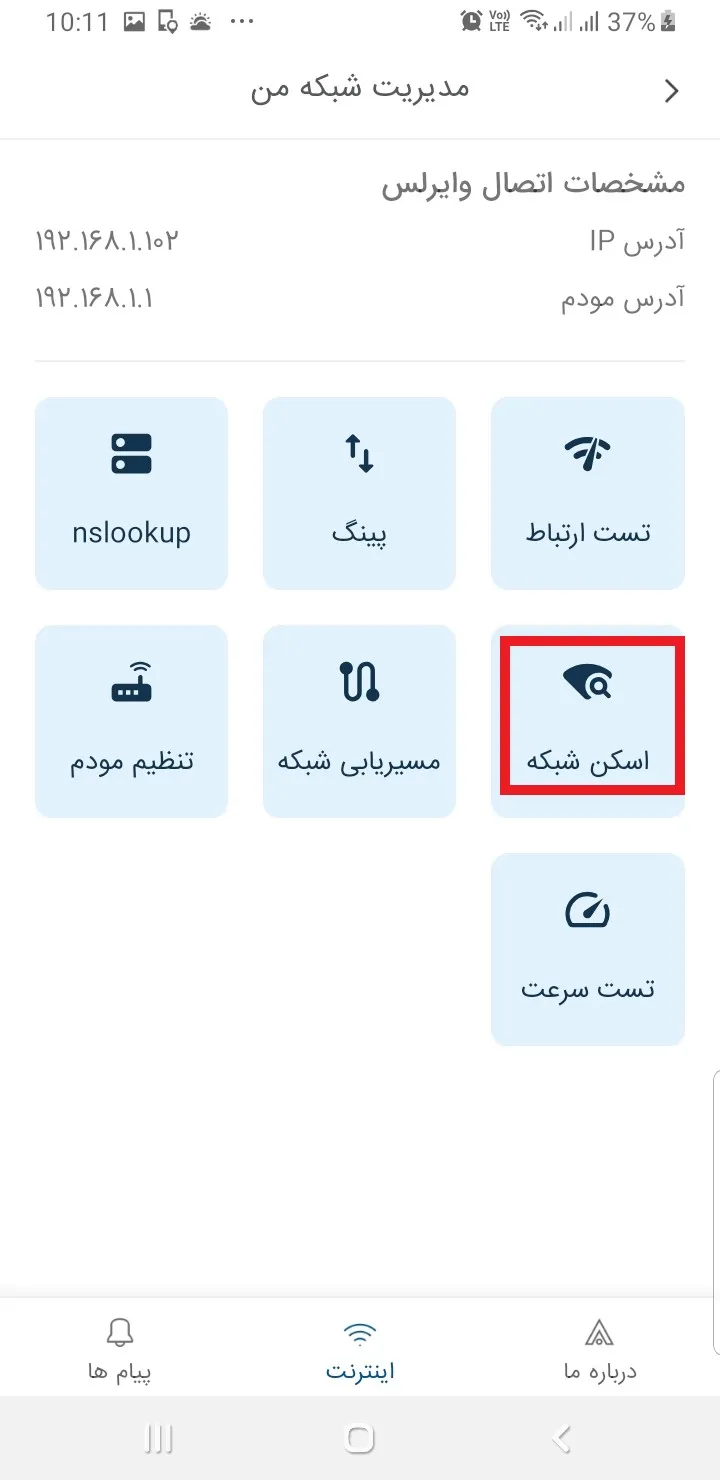 10:11
Vo)) LTE 37%
مدیریت شبکه من
مشخصات اتصال وایرلس
آدرس IP ۱۹۲.۱۶۸.۱.۱۰۲
آدرس مودم ۱۹۲.۱۶۸.۱.۱
تست ارتباط
پینگ
nslookup
اسکن شبکه
مسیریابی شبکه
تنظیم مودم
تست سرعت
درباره ما
اینترنت
پیام ها